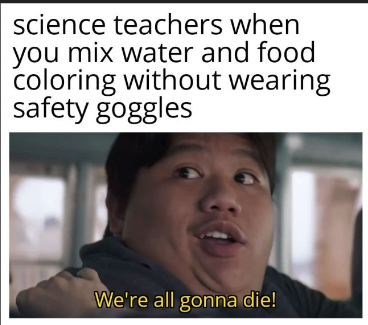 science teachers when
you mix water and food
coloring without wearing
safety goggles
We're all gonna die!